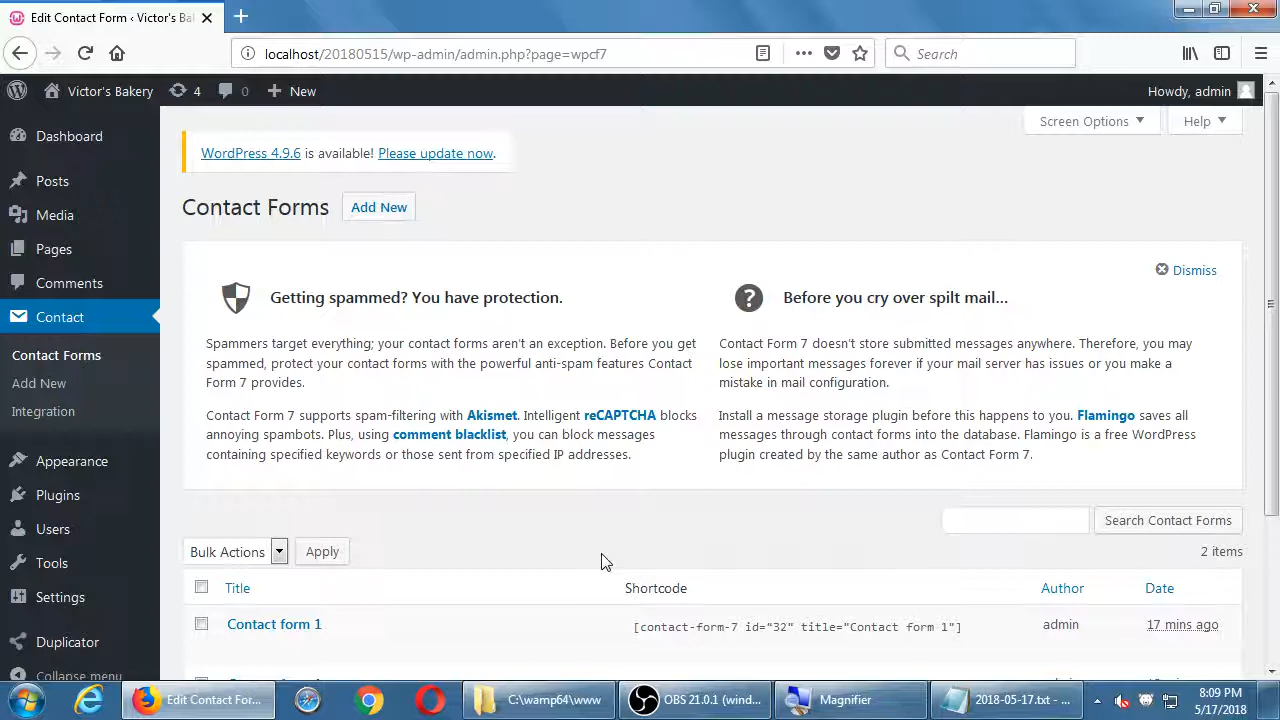 Edit Contact Form ‹ Victor's Ba
localhost/20180515/wp-admin/admin.php?page=wpcf7
Search
Victor's Bakery 4 0 New
Howdy, admin
Screen Options Help
Dashboard
Posts
Media
Pages
Comments
Contact
Contact Forms
Add New
Integration
Appearance
Plugins
Users
Tools
Settings
Duplicator
Collapse menu
WordPress 4.9.6 is available! Please update now.
Contact Forms Add New
Dismiss
Getting spammed? You have protection.
Spammers target everything; your contact forms aren't an exception. Before you get
spammed, protect your contact forms with the powerful anti-spam features Contact
Form 7 provides.
Contact Form 7 supports spam-filtering with Akismet. Intelligent reCAPTCHA blocks
annoying spambots. Plus, using comment blacklist, you can block messages
containing specified keywords or those sent from specified IP addresses.
Before you cry over spilt mail...
Contact Form 7 doesn't store submitted messages anywhere. Therefore, you may
lose important messages forever if your mail server has issues or you make a
mistake in mail configuration.
Install a message storage plugin before this happens to you. Flamingo saves all
messages through contact forms into the database. Flamingo is a free WordPress
plugin created by the same author as Contact Form 7.
Search Contact Forms
Bulk Actions Apply
2 items
Title Shortcode Author Date
Contact form 1 [contact-form-7 id="32" title="Contact form 1"] admin 17 mins ago
Edit Contact For...
C:\wamp64\www
OBS 21.0.1 (wind...
Magnifier
2018-05-17.txt - ...
8:09 PM
5/17/2018